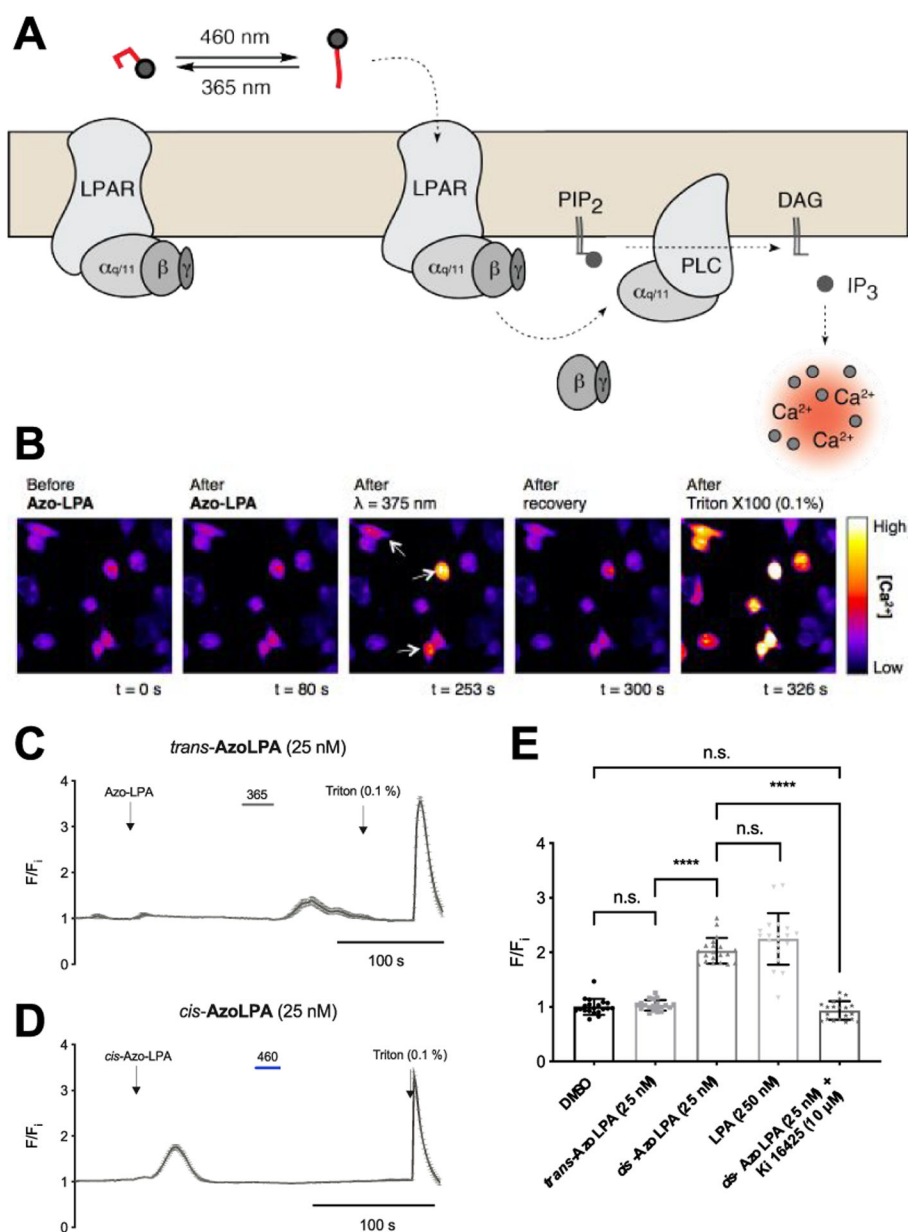 A
460 nm
365 nm
LPAR
LPAR
αq/11
β
γ
αq/11
β
γ
PIP2
PLC
αq/11
DAG
IP3
β
γ
Ca2+
Ca2+
Ca2+
B
Before
Azo-LPA
After
Azo-LPA
After
λ = 375 nm
After
recovery
After
Triton X100 (0.1%)
High
[Ca2+]
Low
t = 0 s
t = 80 s
t = 253 s
t = 300 s
t = 326 s
C
trans-AzoLPA (25 nM)
Azo-LPA
365
Triton (0.1 %)
F/Fi
4
3
2
1
0
100 s
D
cis-AzoLPA (25 nM)
cis-Azo-LPA
460
Triton (0.1 %)
F/Fi
4
3
2
1
0
100 s
E
n.s.
****
n.s.
****
n.s.
F/Fi
4
3
2
1
0
DMSO
trans-Azo LPA (25 nM)
cis-Azo LPA (25 nM)
LPA (250 nM)
cis- Azo LPA (25 nM) +
Ki 16425 (10 µM)